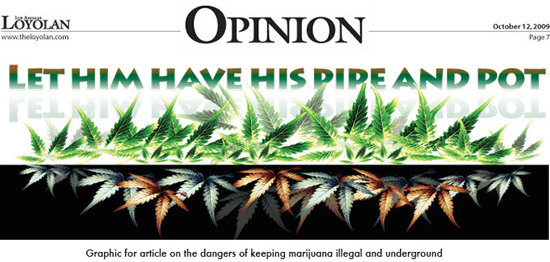 LOS ANGELES
LOYOLAN
www.theloyolan.com
OPINION
October 12, 2009
Page 7
LET HIM HAVE HIS PIPE AND POT
Graphic for article on the dangers of keeping marijuana illegal and underground